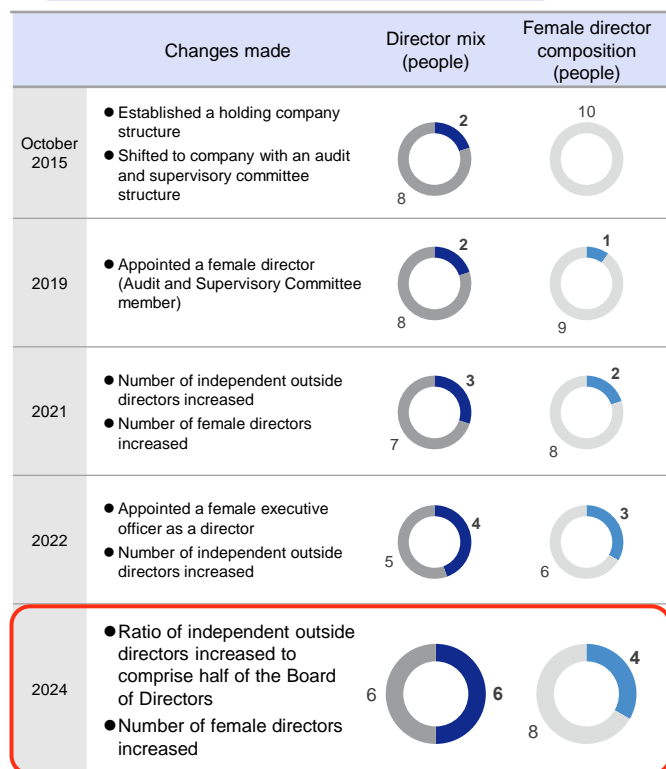 Changes made
Director mix
(people)
Female director
composition
(people)
October
2015
● Established a holding company
structure
● Shifted to company with an audit
and supervisory committee
structure
2
8
10
2019
● Appointed a female director
(Audit and Supervisory Committee
member)
2
8
1
9
2021
● Number of independent outside
directors increased
● Number of female directors
increased
3
7
2
8
2022
● Appointed a female executive
officer as a director
● Number of independent outside
directors increased
4
5
3
6
2024
● Ratio of independent outside
directors increased to
comprise half of the Board
of Directors
● Number of female directors
increased
6
6
4
8